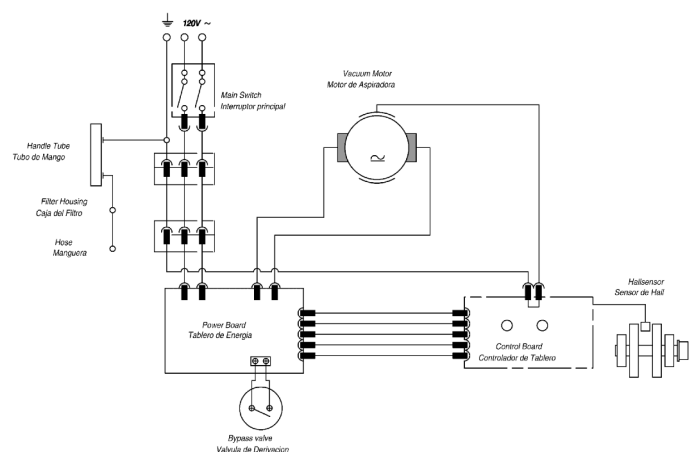 120V ~
Main Switch
Interruptor principal
Vacuum Motor
Motor de Aspiradora
Handle Tube
Tubo de Mango
Filter Housing
Caja del Filtro
Hose
Manguera
Hallsensor
Sensor de Hall
Power Board
Tablero de Energia
Control Board
Controlador de Tablero
Bypass valve
Valvula de Derivacion